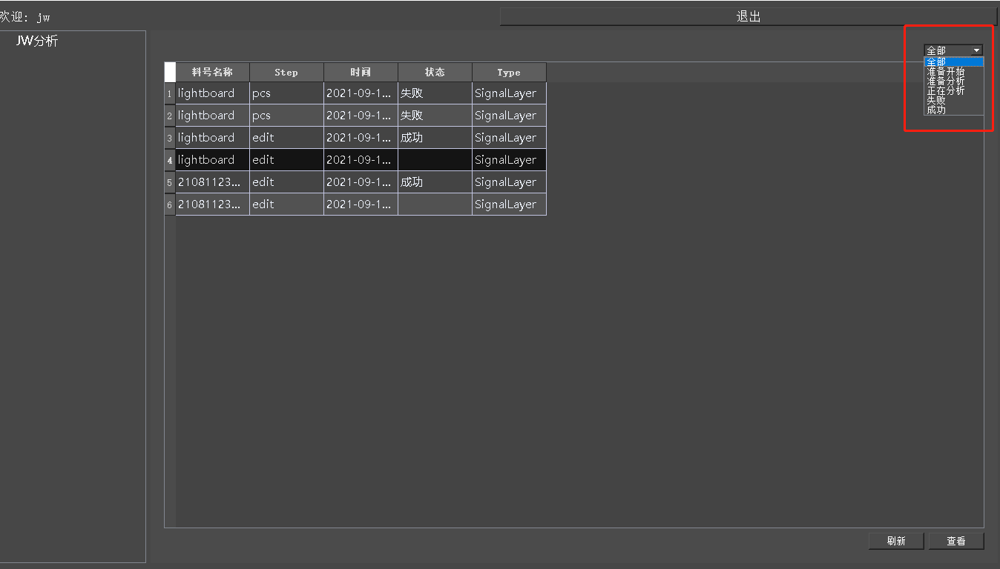 欢迎: jw
退出
JW分析
全部
全部
准备开始
准备分析
正在分析
失败
成功
料号名称 Step 时间 状态 Type
1 lightboard pcs 2021-09-1... 失败 SignalLayer
2 lightboard pcs 2021-09-1... 失败 SignalLayer
3 lightboard edit 2021-09-1... 成功 SignalLayer
4 lightboard edit 2021-09-1... SignalLayer
5 21081123... edit 2021-09-1... 成功 SignalLayer
6 21081123... edit 2021-09-1... SignalLayer
刷新 查看